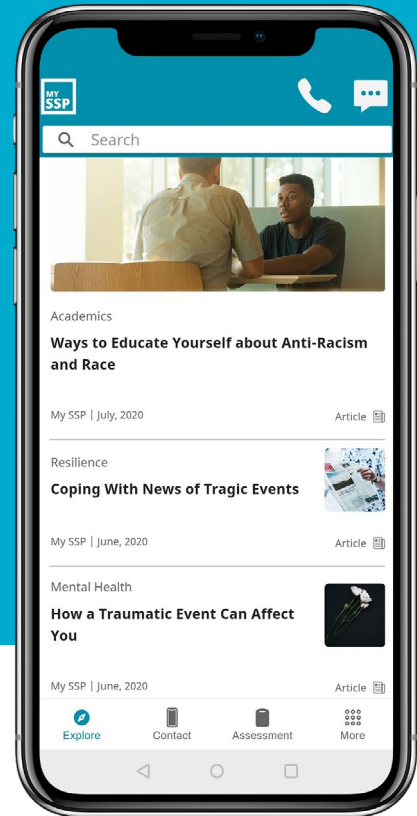 MY
SSP
Search
Academics
Ways to Educate Yourself about Anti-Racism
and Race
My SSP | July, 2020
Article
Resilience
Coping With News of Tragic Events
My SSP | June, 2020
Article
Mental Health
How a Traumatic Event Can Affect
You
My SSP | June, 2020
Article
Explore
Contact
Assessment
More